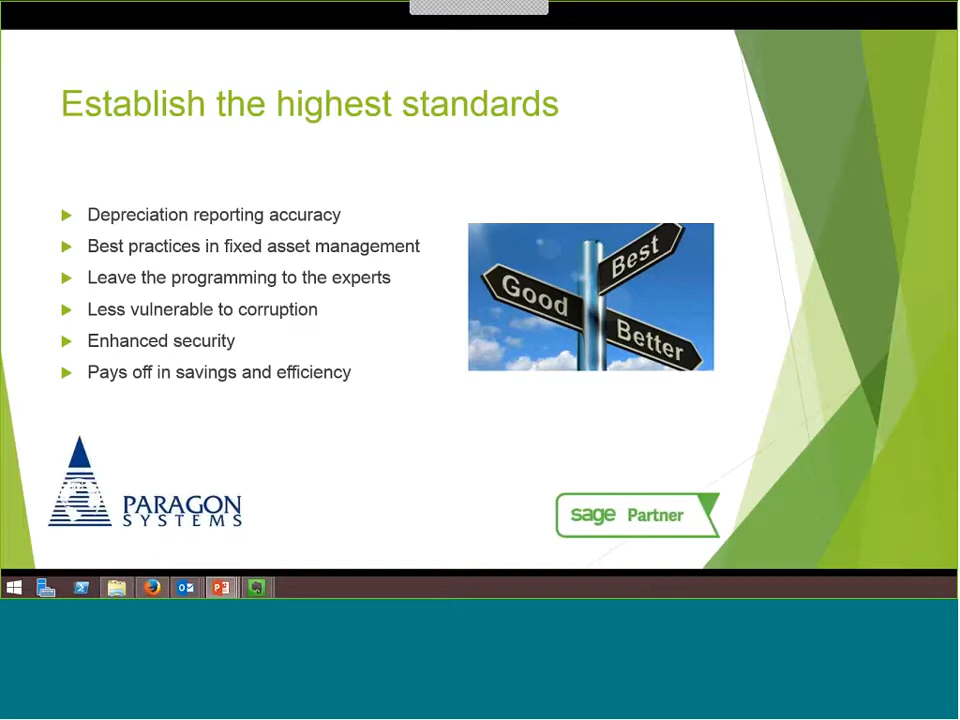 Establish the highest standards
Depreciation reporting accuracy
Best practices in fixed asset management
Leave the programming to the experts
Less vulnerable to corruption
Enhanced security
Pays off in savings and efficiency
Best
Good
Better
PARAGON
SYSTEMS
sage Partner